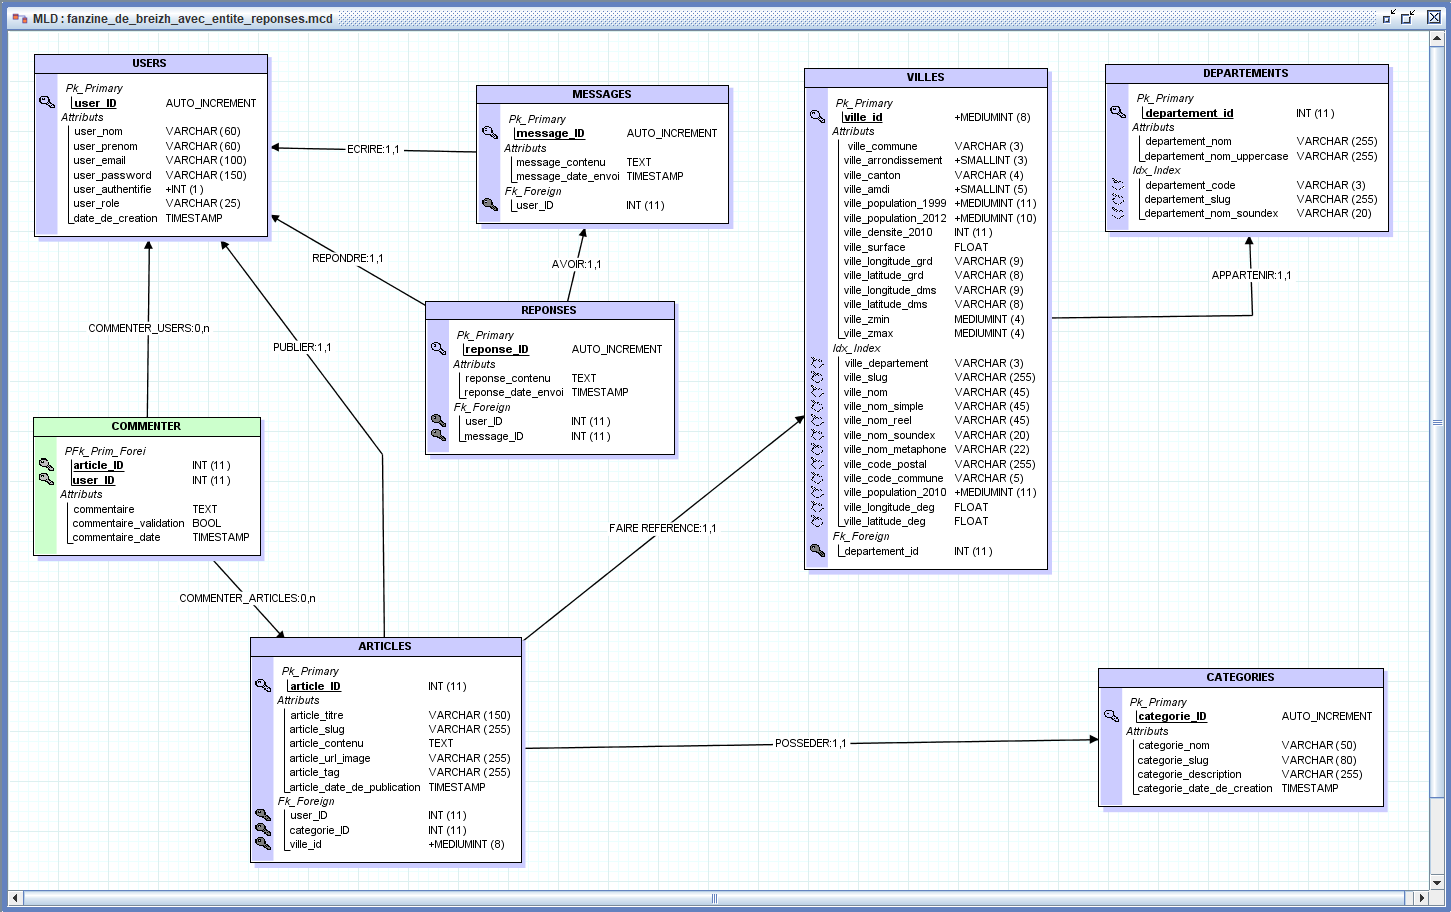 MLD : fanzine_de_breizh_avec_entite_reponses.mcd
USERS
Pk_Primary
user_ID AUTO_INCREMENT
Attributs
user_nom VARCHAR (60)
user_prenom VARCHAR (60)
user_email VARCHAR (100)
user_password VARCHAR (150)
user_authentifie +INT (1)
user_role VARCHAR (25)
date_de_creation TIMESTAMP
ECRIRE:1,1
MESSAGES
Pk_Primary
message_ID AUTO_INCREMENT
Attributs
message_contenu TEXT
message_date_envoi TIMESTAMP
Fk_Foreign
user_ID INT (11)
REPONDRE:1,1
AVOIR:1,1
REPONSES
Pk_Primary
reponse_ID AUTO_INCREMENT
Attributs
reponse_contenu TEXT
reponse_date_envoi TIMESTAMP
Fk_Foreign
user_ID INT (11)
message_ID INT (11)
VILLES
Pk_Primary
ville_id +MEDIUMINT (8)
Attributs
ville_commune VARCHAR (3)
ville_arrondissement +SMALLINT (3)
ville_canton VARCHAR (4)
ville_amdi +SMALLINT (5)
ville_population_1999 +MEDIUMINT (11)
ville_population_2012 +MEDIUMINT (10)
ville_densite_2010 INT (11)
ville_surface FLOAT
ville_longitude_grd VARCHAR (9)
ville_latitude_grd VARCHAR (8)
ville_longitude_dms VARCHAR (9)
ville_latitude_dms VARCHAR (8)
ville_zmin MEDIUMINT (4)
ville_zmax MEDIUMINT (4)
Idx_Index
ville_departement VARCHAR (3)
ville_slug VARCHAR (255)
ville_nom VARCHAR (45)
ville_nom_simple VARCHAR (45)
ville_nom_reel VARCHAR (45)
ville_nom_soundex VARCHAR (20)
ville_nom_metaphone VARCHAR (22)
ville_code_postal VARCHAR (255)
ville_code_commune VARCHAR (5)
ville_population_2010 +MEDIUMINT (11)
ville_longitude_deg FLOAT
ville_latitude_deg FLOAT
Fk_Foreign
departement_id INT (11)
DEPARTEMENTS
Pk_Primary
departement_id INT (11)
Attributs
departement_nom VARCHAR (255)
departement_nom_uppercase VARCHAR (255)
Idx_Index
departement_code VARCHAR (3)
departement_slug VARCHAR (255)
departement_nom_soundex VARCHAR (20)
APPARTENIR:1,1
COMMENTER_USERS:0,n
PUBLIER:1,1
COMMENTER
PFk_Prim_Forei
article_ID INT (11)
user_ID INT (11)
Attributs
commentaire TEXT
commentaire_validation BOOL
commentaire_date TIMESTAMP
COMMENTER_ARTICLES:0,n
FAIRE REFERENCE:1,1
ARTICLES
Pk_Primary
article_ID INT (11)
Attributs
article_titre VARCHAR (150)
article_slug VARCHAR (255)
article_contenu TEXT
article_url_image VARCHAR (255)
article_tag VARCHAR (255)
article_date_de_publication TIMESTAMP
Fk_Foreign
user_ID INT (11)
categorie_ID INT (11)
ville_id +MEDIUMINT (8)
POSSEDER:1,1
CATEGORIES
Pk_Primary
categorie_ID AUTO_INCREMENT
Attributs
categorie_nom VARCHAR (50)
categorie_slug VARCHAR (80)
categorie_description VARCHAR (255)
categorie_date_de_creation TIMESTAMP